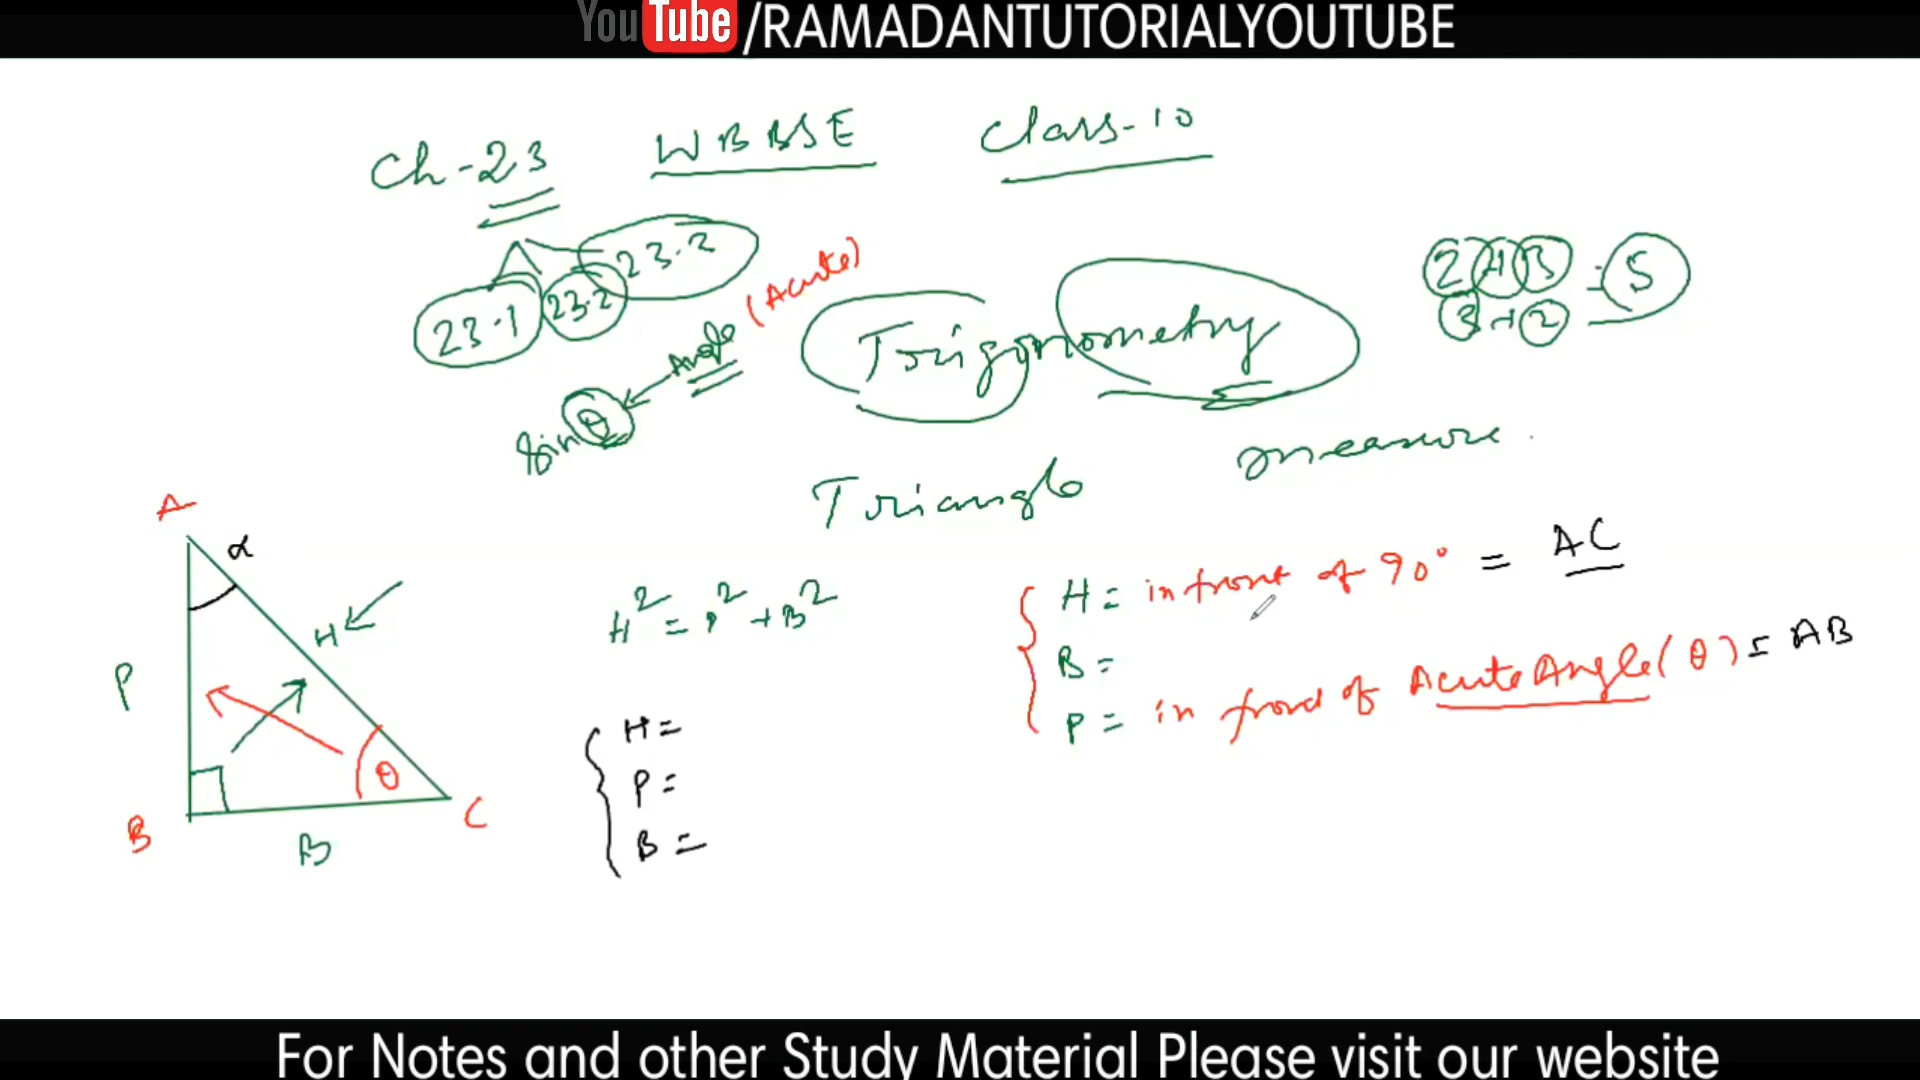 YouTube /RAMADANTUTORIALYOUTUBE
Ch-23 WBBSE Class-10
23.1 23.2 23.2
2+3 = 5
3+2
sin θ Angle (Acute)
Trigonometry
Triangle measure
A
α
H
P
B
B
C
θ
H² = P² + B²
H =
P =
B =
H = in front of 90° = AC
B =
P = in front of Acute Angle (θ) = AB
For Notes and other Study Material Please visit our website